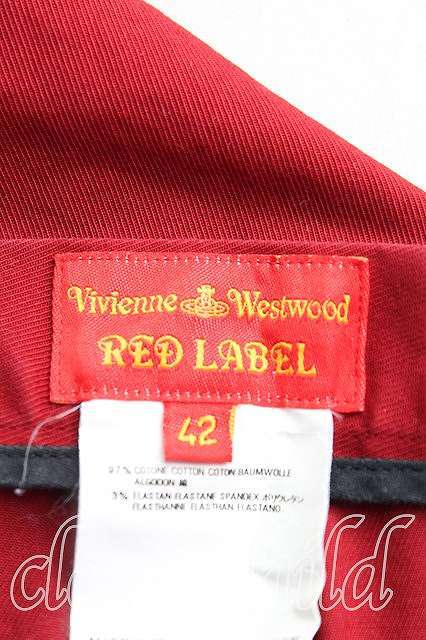 Vivienne Westwood
RED LABEL
42
97% COTONE COTTON COTON BAUMWOLLE
ALGODON 綿
3% ELASTAN ELASTANE SPANDEX ポリウレタン
ELASTHANNE ELASTHAN ELASTANO